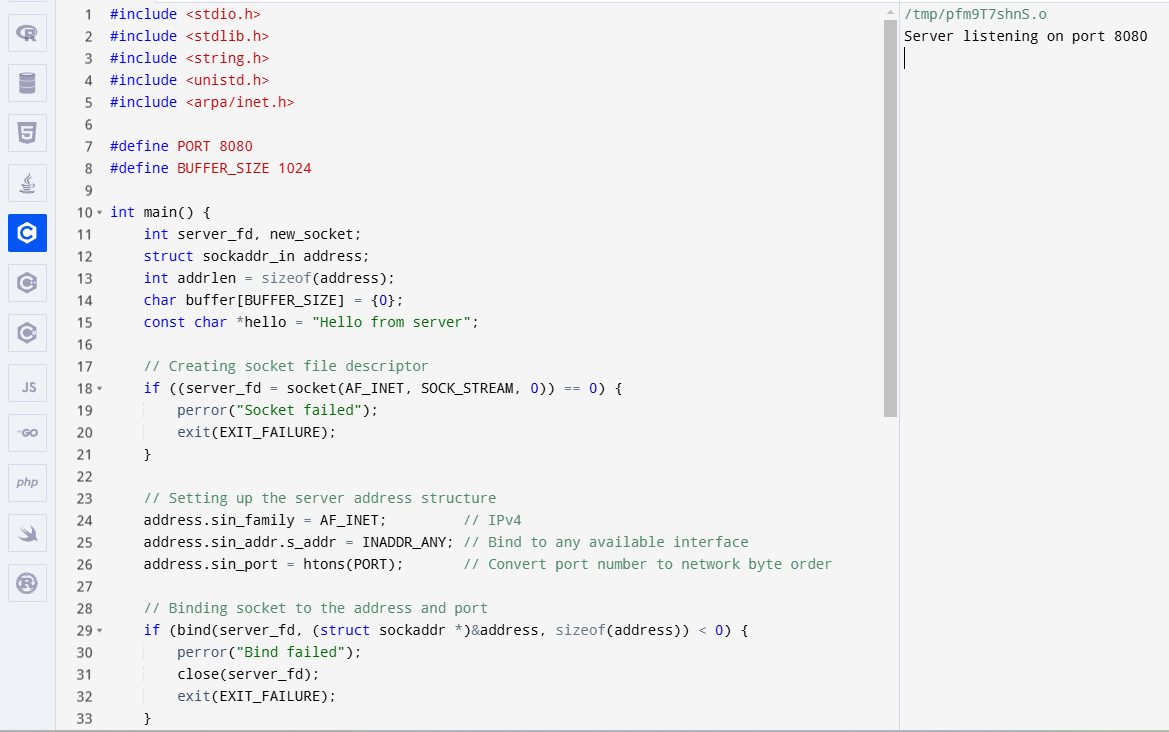 1 #include <stdio.h>
2 #include <stdlib.h>
3 #include <string.h>
4 #include <unistd.h>
5 #include <arpa/inet.h>
6
7 #define PORT 8080
8 #define BUFFER_SIZE 1024
9
10 int main() {
11     int server_fd, new_socket;
12     struct sockaddr_in address;
13     int addrlen = sizeof(address);
14     char buffer[BUFFER_SIZE] = {0};
15     const char *hello = "Hello from server";
16
17     // Creating socket file descriptor
18     if ((server_fd = socket(AF_INET, SOCK_STREAM, 0)) == 0) {
19         perror("Socket failed");
20         exit(EXIT_FAILURE);
21     }
22
23     // Setting up the server address structure
24     address.sin_family = AF_INET;         // IPv4
25     address.sin_addr.s_addr = INADDR_ANY; // Bind to any available interface
26     address.sin_port = htons(PORT);       // Convert port number to network byte order
27
28     // Binding socket to the address and port
29     if (bind(server_fd, (struct sockaddr *)&address, sizeof(address)) < 0) {
30         perror("Bind failed");
31         close(server_fd);
32         exit(EXIT_FAILURE);
33     }
/tmp/pfm9T7shnS.o
Server listening on port 8080
R
5
C
C
C
JS
GO
php
R